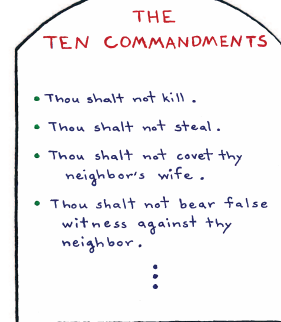 THE
TEN COMMANDMENTS
• Thou shalt not kill.
• Thou shalt not steal.
• Thou shalt not covet thy
neighbor's wife.
• Thou shalt not bear false
witness against thy
neighbor.